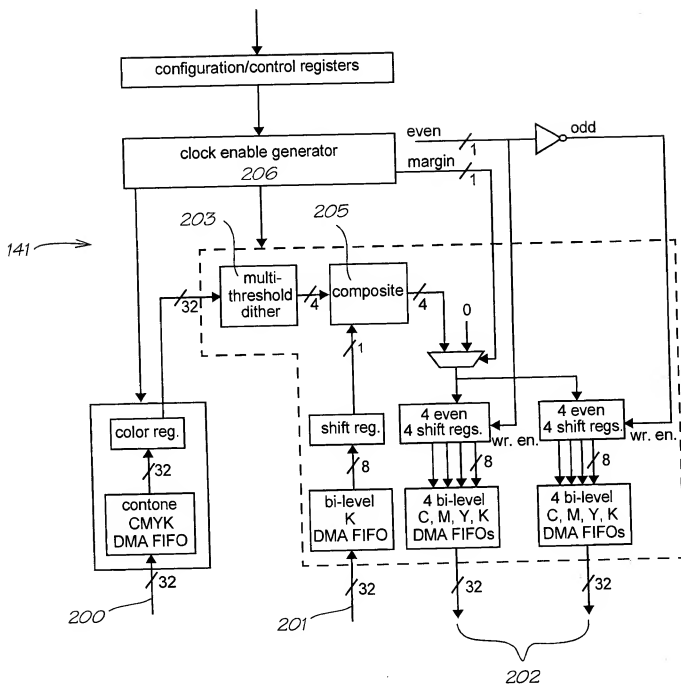 configuration/control registers
clock enable generator
206
even
1
margin
1
odd
141
203
205
multi-
threshold
dither
composite
32
4
4
0
1
color reg.
shift reg.
4 even
4 shift regs.
wr. en.
4 even
4 shift regs.
wr. en.
32
8
8
8
contone
CMYK
DMA FIFO
bi-level
K
DMA FIFO
4 bi-level
C, M, Y, K
DMA FIFOs
4 bi-level
C, M, Y, K
DMA FIFOs
32
32
32
32
200
201
202